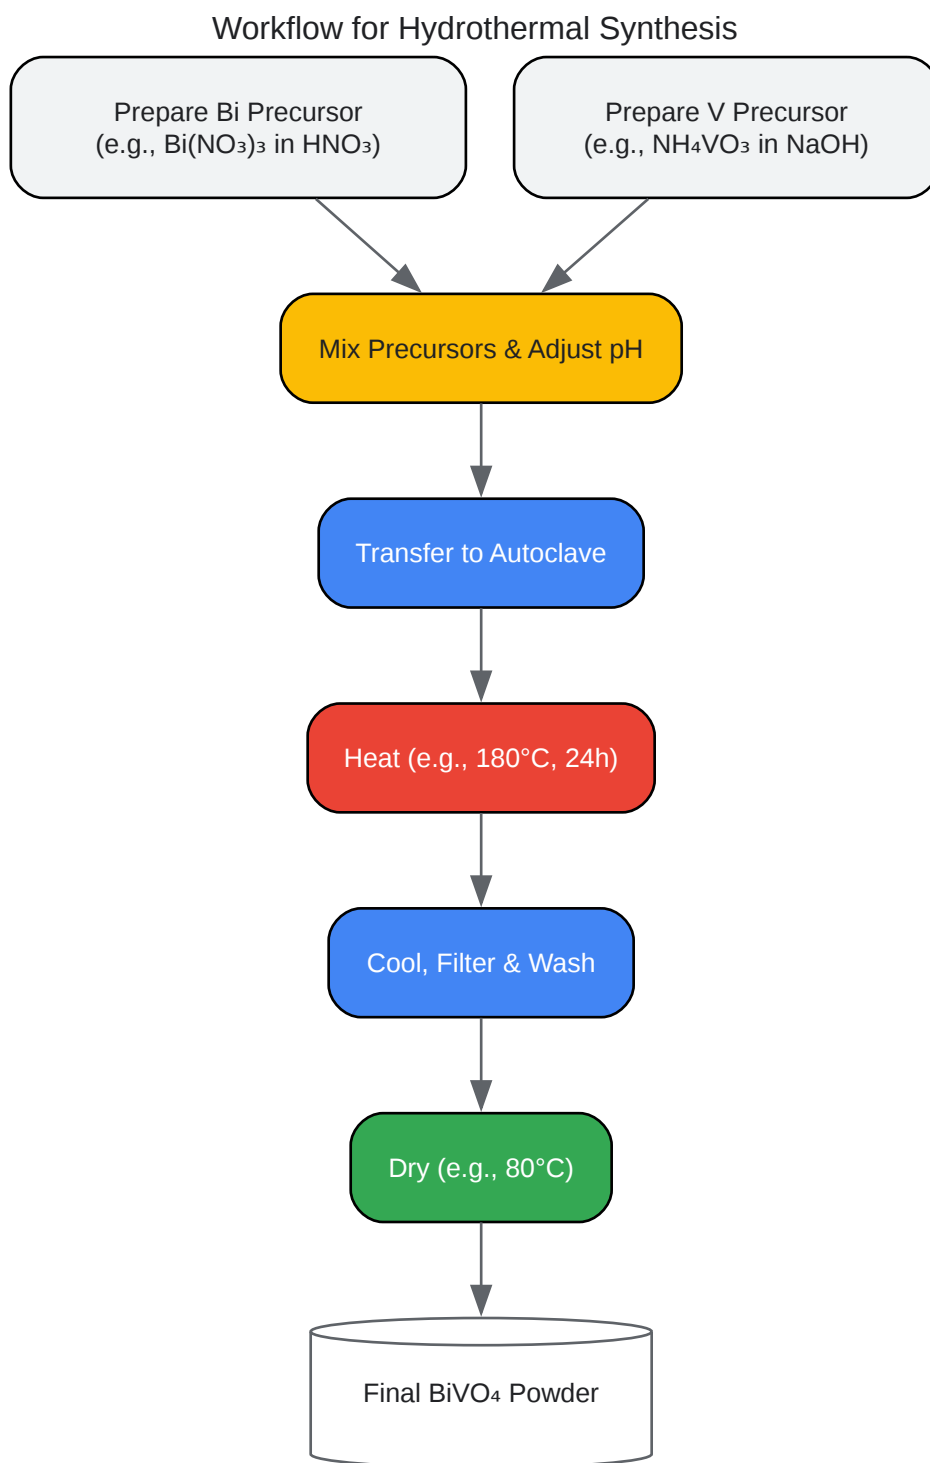 Workflow for Hydrothermal Synthesis
Prepare Bi Precursor
(e.g., Bi(NO₃)₃ in HNO₃)
Prepare V Precursor
(e.g., NH₄VO₃ in NaOH)
Mix Precursors & Adjust pH
Transfer to Autoclave
Heat (e.g., 180°C, 24h)
Cool, Filter & Wash
Dry (e.g., 80°C)
Final BiVO₄ Powder